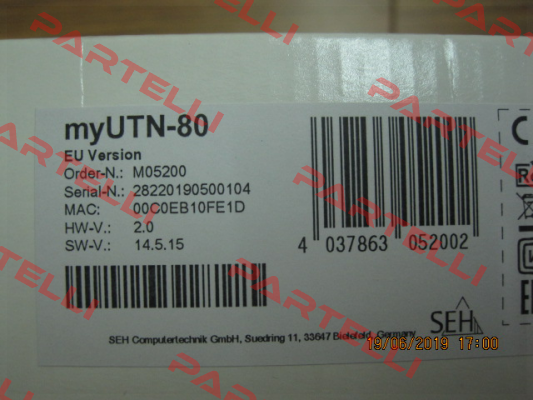 PARTELLI
PARTELLI
PARTELLI
myUTN-80
EU Version
Order-N.: M05200
Serial-N.: 28220190500104
MAC: 00C0EB10FE1D
HW-V.: 2.0
SW-V.: 14.5.15
4 037863 052002
SEH
SEH Computertechnik GmbH, Suedring 11, 33647 Bielefeld, Germany
19/06/2019 17:00
PARTELLI
PARTELLI
PARTELLI